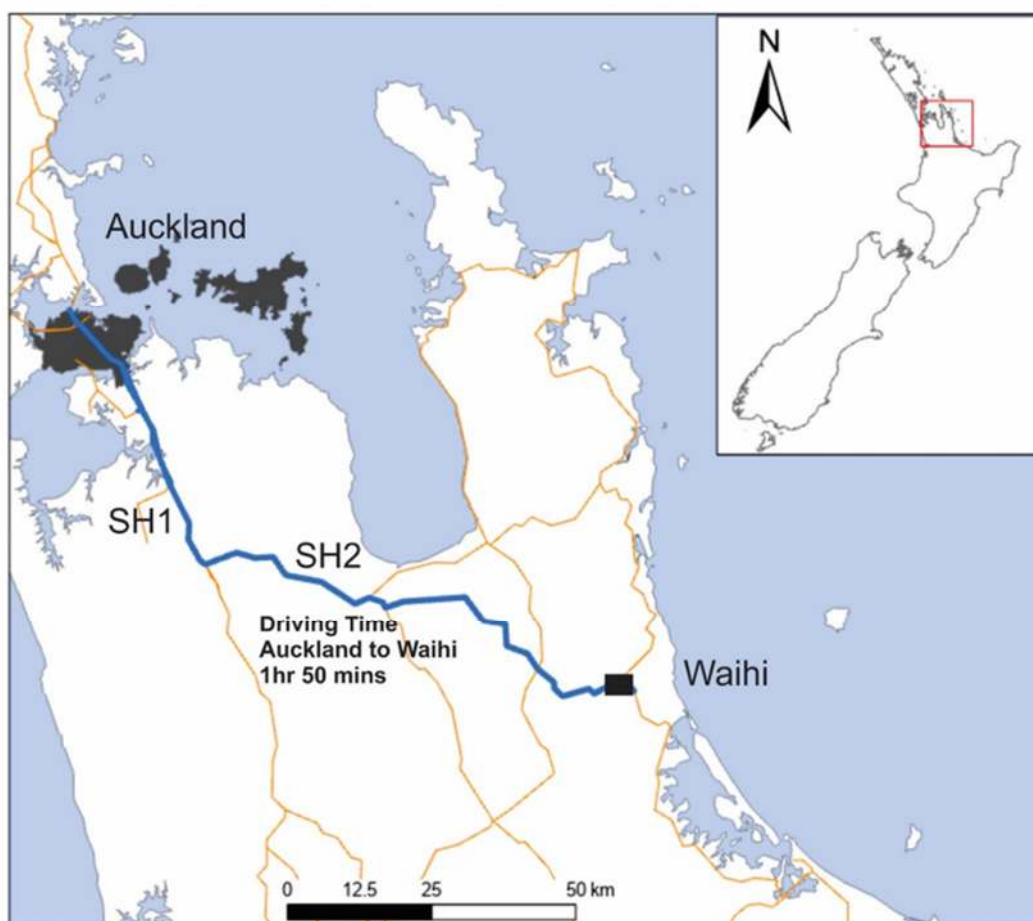 N
Auckland
SH1
SH2
Driving Time
Auckland to Waihi
1hr 50 mins
Waihi
0 12.5 25 50 km